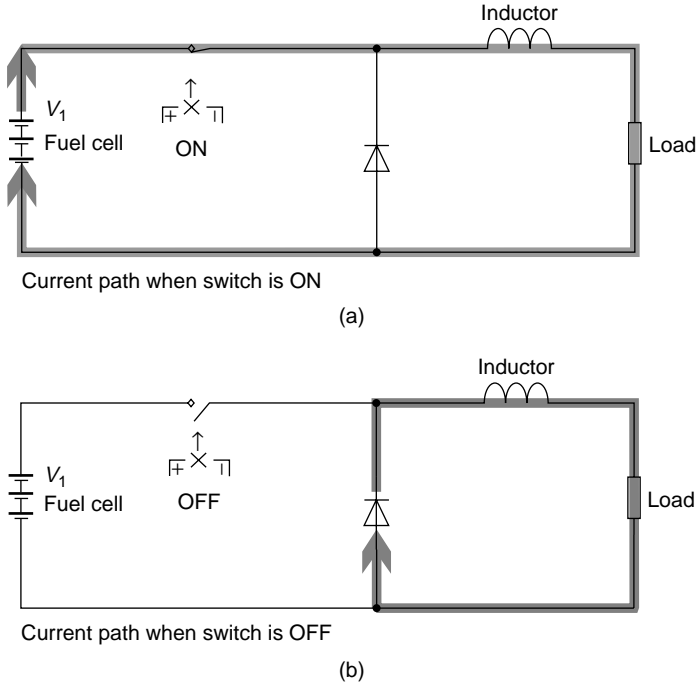 Inductor
V1
Fuel cell
ON
Load
Current path when switch is ON
(a)
Inductor
V1
Fuel cell
OFF
Load
Current path when switch is OFF
(b)